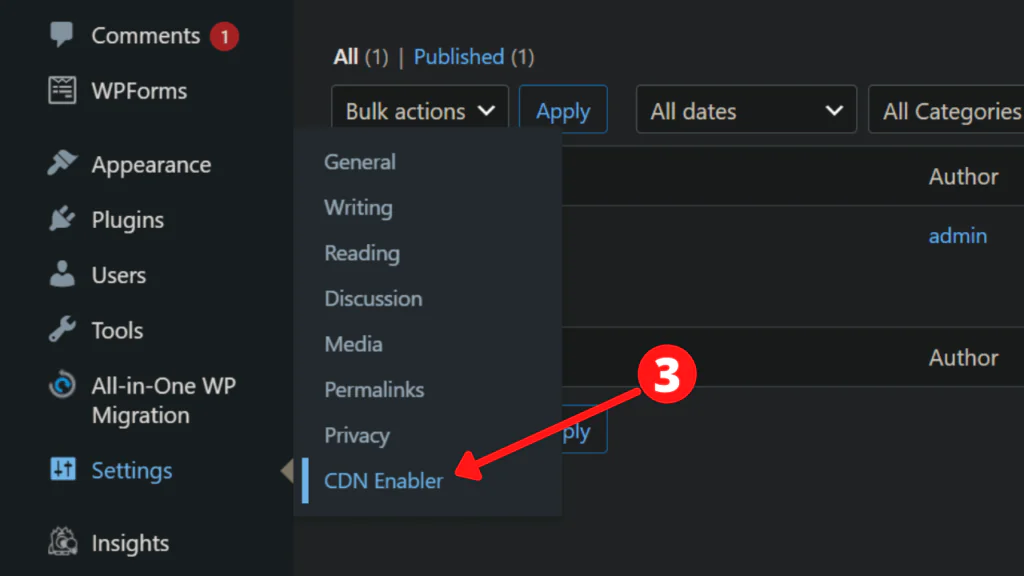 Comments 1
WPForms
Appearance
Plugins
Users
Tools
All-in-One WP
Migration
Settings
Insights
All (1) | Published (1)
Bulk actions
Apply
All dates
All Categories
General
Writing
Reading
Discussion
Media
Permalinks
Privacy
CDN Enabler
3
Author
admin
Author
ply